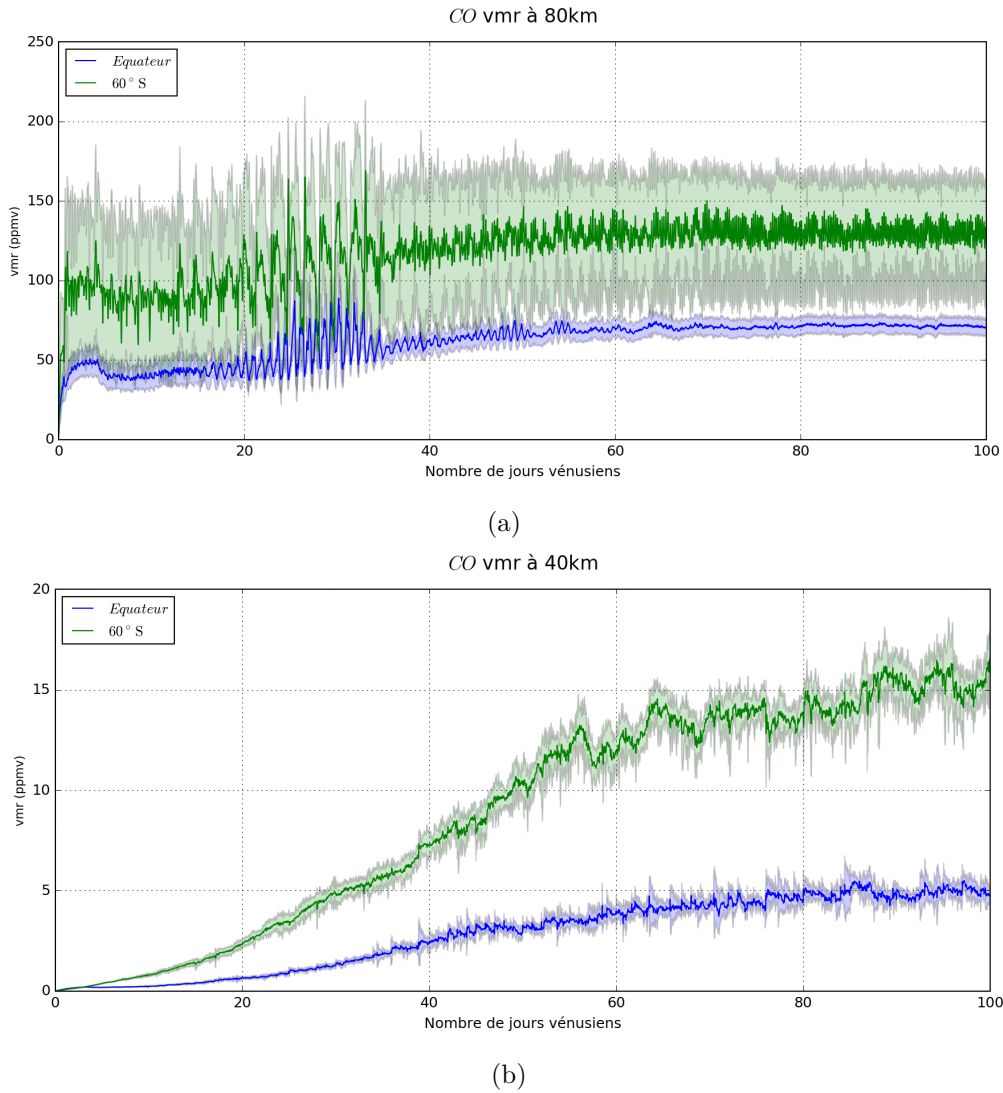 CO vmr à 80km
250
200
150
100
50
0
vmr (ppmv)
Equateur
60° S
0 20 40 60 80 100
Nombre de jours vénusiens
(a)
CO vmr à 40km
20
15
10
5
0
vmr (ppmv)
Equateur
60° S
0 20 40 60 80 100
Nombre de jours vénusiens
(b)